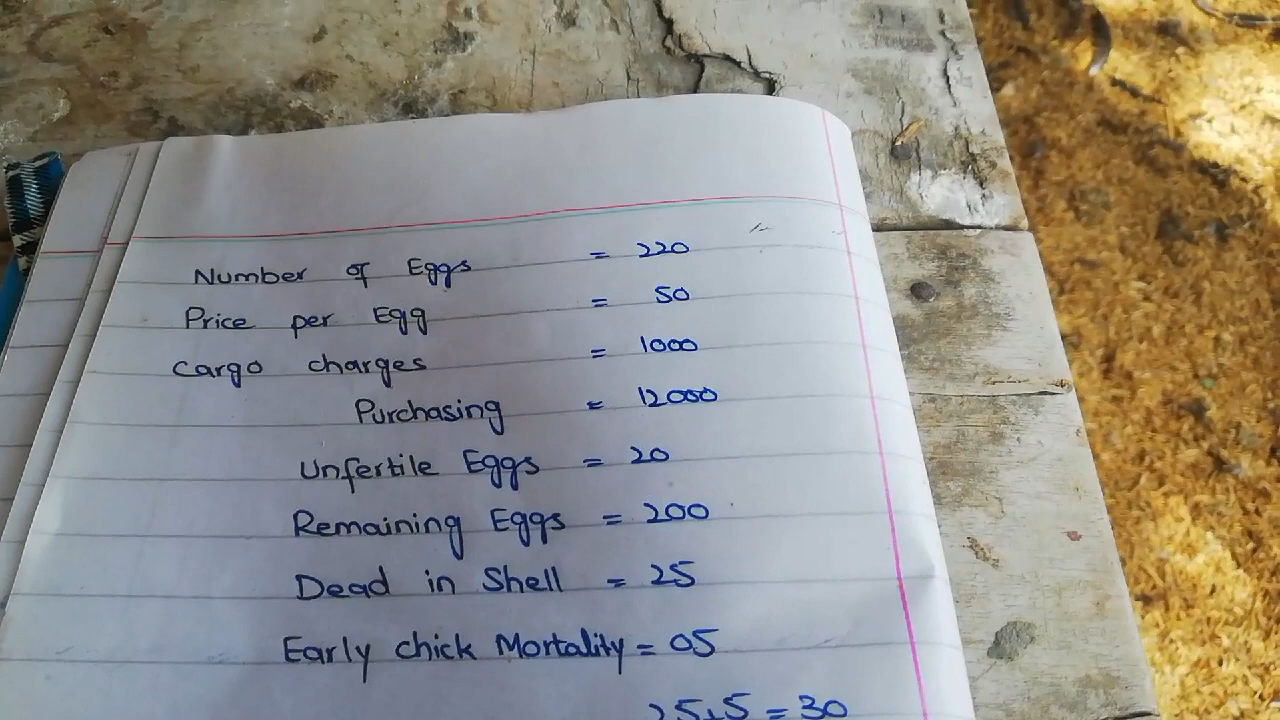 Number of Eggs = 220
Price per Egg = 50
Cargo charges = 1000
Purchasing = 12000
Unfertile Eggs = 20
Remaining Eggs = 200
Dead in Shell = 25
Early chick Mortality = 05
25+5 = 30